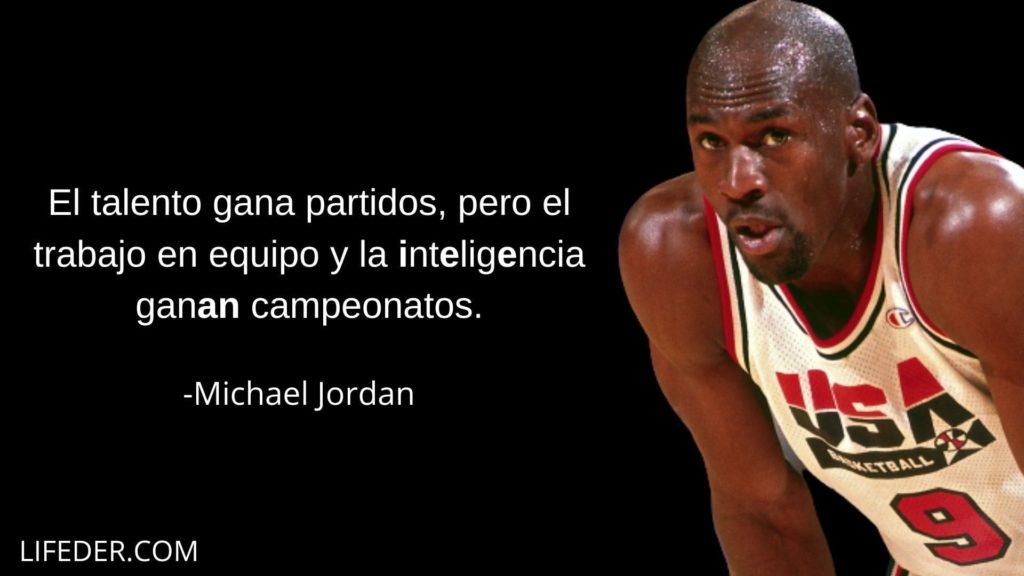 El talento gana partidos, pero el
trabajo en equipo y la inteligencia
ganan campeonatos.
-Michael Jordan
LIFEDER.COM
C
USA
BASKETBALL
9